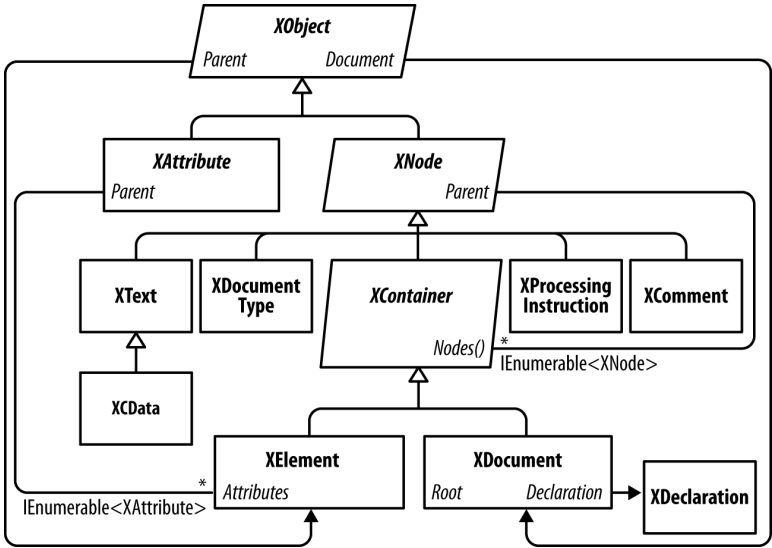 XObject
Parent Document
XAttribute
Parent
XNode
Parent
XText
XDocument
Type
XContainer
Nodes()
XProcessing
Instruction
XComment
*
IEnumerable<XNode>
XCData
XElement
Attributes
*
IEnumerable<XAttribute>
XDocument
Root Declaration
XDeclaration